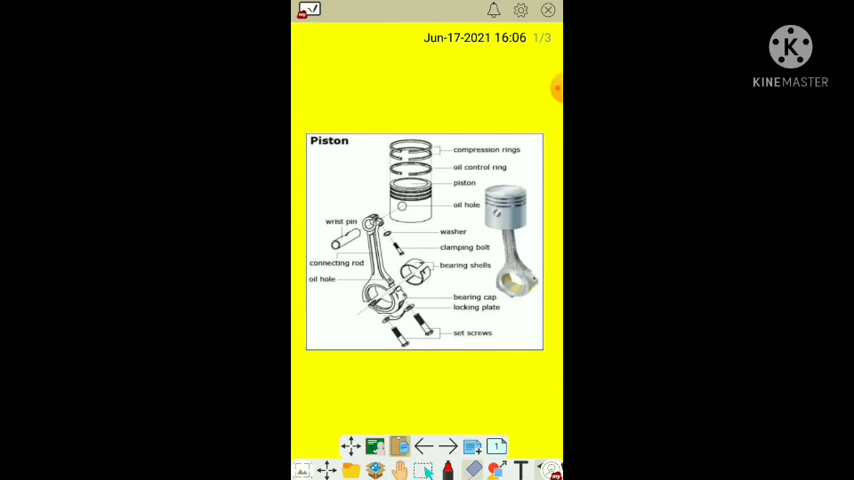 Jun-17-2021 16:06 1/3
K
KINEMASTER
Piston
compression rings
oil control ring
piston
oil hole
wrist pin
washer
clamping bolt
connecting rod
bearing shells
oil hole
bearing cap
locking plate
set screws
1
T